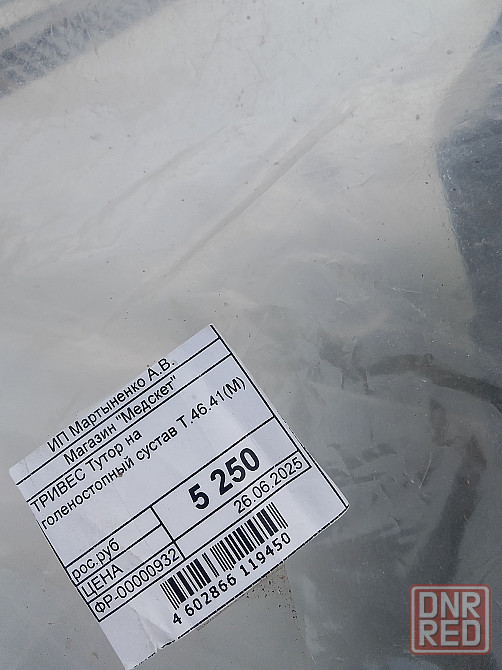 ИП Мартыненко А.В.
Магазин "Медскет"
ТРИВЕС Тутор на
голеностопный сустав Т.46.41(М)
рос.руб
5 250
ЦЕНА
26.06.2025
ФР-00000932
4 602866 119450
DNR
RED